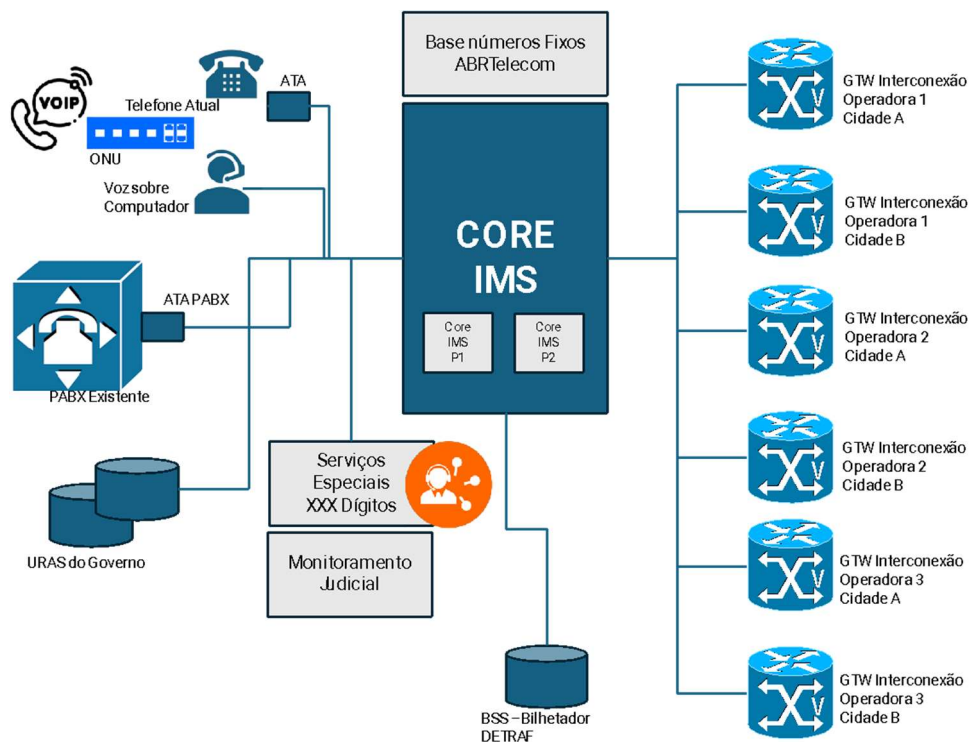 Base números Fixos
ABRTelecom
ATA
VOIP
Telefone Atual
ONU
Voz sobre
Computador
CORE
IMS
Core
IMS
P1
Core
IMS
P2
ATA PABX
PABX Existente
Serviços
Especiais
XXX Dígitos
Monitoramento
Judicial
URAS do Governo
BSS – Bilhetador
DETRAF
GTW Interconexão
Operadora 1
Cidade A
V
GTW Interconexão
Operadora 1
Cidade B
V
GTW Interconexão
Operadora 2
Cidade A
V
GTW Interconexão
Operadora 2
Cidade B
V
GTW Interconexão
Operadora 3
Cidade A
V
GTW Interconexão
Operadora 3
Cidade B
V